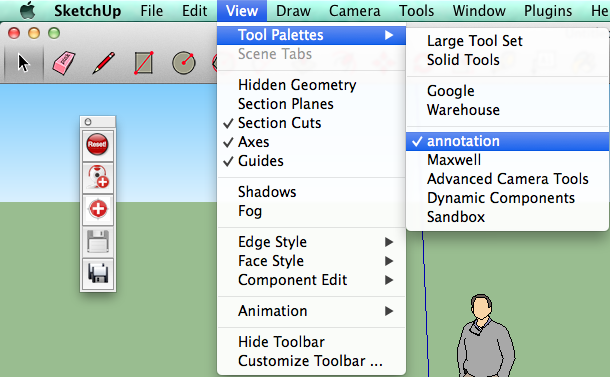 SketchUp File Edit View Draw Camera Tools Window Plugins He
Tool Palettes
Scene Tabs
Hidden Geometry
Section Planes
Section Cuts
Axes
Guides
Shadows
Fog
Edge Style
Face Style
Component Edit
Animation
Hide Toolbar
Customize Toolbar ...
Large Tool Set
Solid Tools
Google
Warehouse
annotation
Maxwell
Advanced Camera Tools
Dynamic Components
Sandbox
Reset